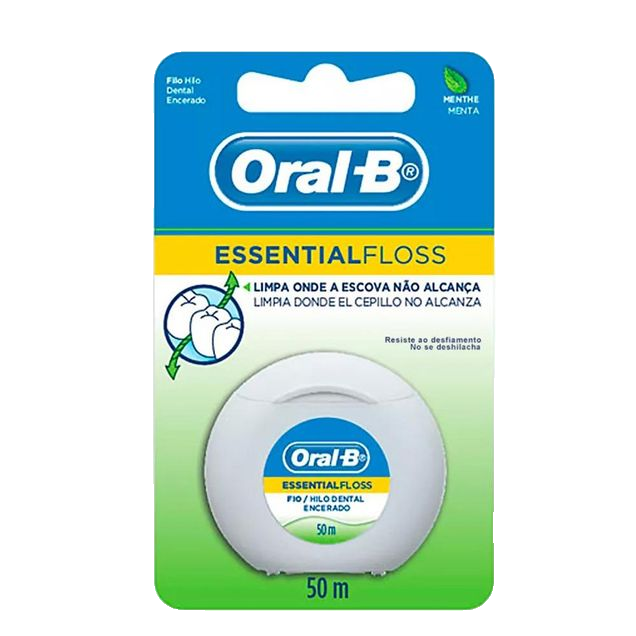 Filo Hilo
Dental
Encerado
MENTHE
MENTA
Oral-B®
ESSENTIALFLOSS
LIMPA ONDE A ESCOVA NÃO ALCANÇA
LIMPIA DONDE EL CEPILLO NO ALCANZA
Resiste ao desfiamento
No se deshilacha
Oral-B®
ESSENTIALFLOSS
FIO / HILO DENTAL
ENCERADO
50 m
50 m